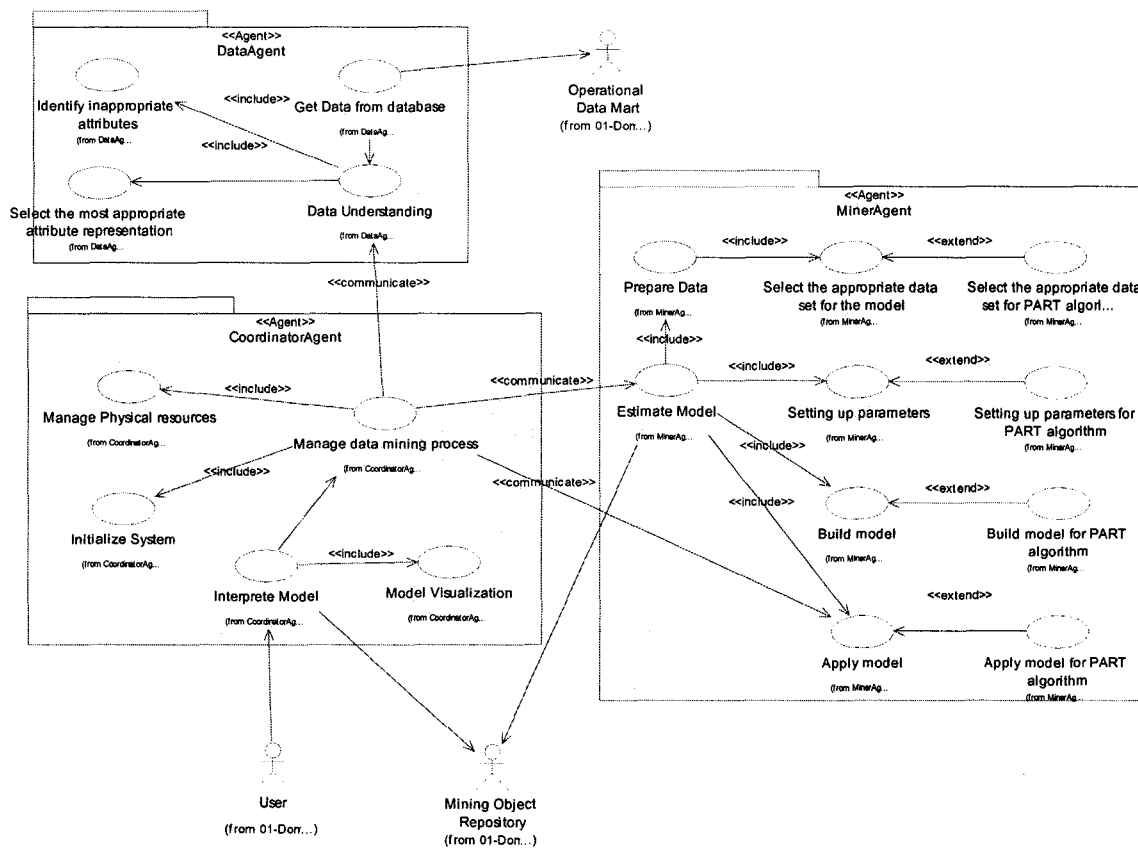 <<Agent>>
DataAgent
Identify inappropriate
attributes
(from DataAg...
<<include>>
Get Data from database
(from DataAg...
<<include>>
Select the most appropriate
attribute representation
(from DataAg...
Data Understanding
(from DataAg...
Operational
Data Mart
(from 01-Dom...)
<<communicate>>
<<Agent>>
CoordinatorAgent
<<include>>
Manage Physical resources
(from CoordinatorAg...
Manage data mining process
(from CoordinatorAg...
<<include>>
Initialize System
(from CoordinatorAg...
<<include>>
Interprete Model
(from CoordinatorAg...
Model Visualization
(from CoordinatorAg...
<<communicate>>
<<communicate>>
<<Agent>>
MinerAgent
<<include>>
<<extend>>
Prepare Data
(from MinerAg...
Select the appropriate data
set for the model
(from MinerAg...
Select the appropriate data
set for PART algori...
(from MinerAg...
<<include>>
<<include>>
<<extend>>
Estimate Model
(from MinerAg...
Setting up parameters
(from MinerAg...
Setting up parameters for
PART algorithm
(from MinerAg...
<<include>>
<<include>>
<<extend>>
Build model
(from MinerAg...
Build model for PART
algorithm
(from MinerAg...
<<extend>>
Apply model
(from MinerAg...
Apply model for PART
algorithm
(from MinerAg...
User
(from 01-Dom...)
Mining Object
Repository
(from 01-Dom...)